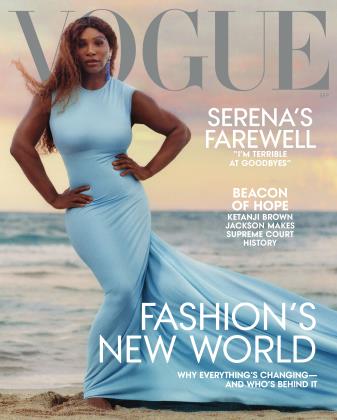 VOGUE
SEP
SERENA'S
FAREWELL
"I'M TERRIBLE
AT GOODBYES"
BEACON
OF HOPE
KETANJI BROWN
JACKSON MAKES
SUPREME COURT
HISTORY
FASHION'S
NEW WORLD
WHY EVERYTHING'S CHANGING—
AND WHO'S BEHIND IT